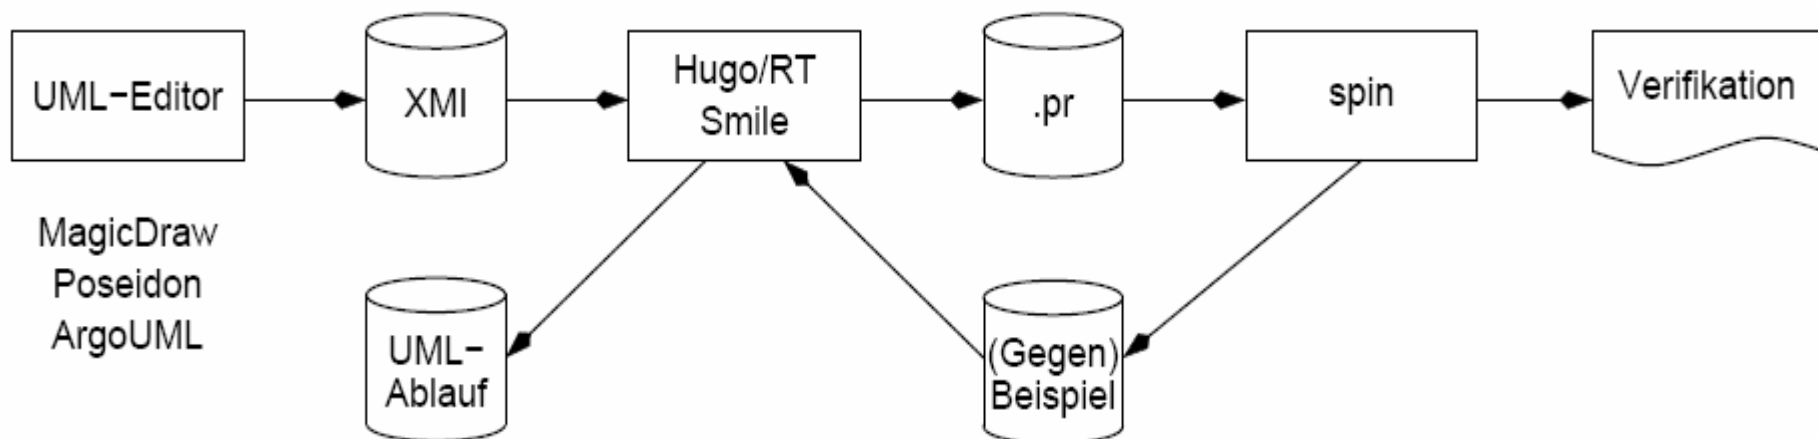 UML-Editor
XMI
Hugo/RT
Smile
.pr
spin
Verifikation
MagicDraw
Poseidon
ArgoUML
UML-
Ablauf
(Gegen)
Beispiel